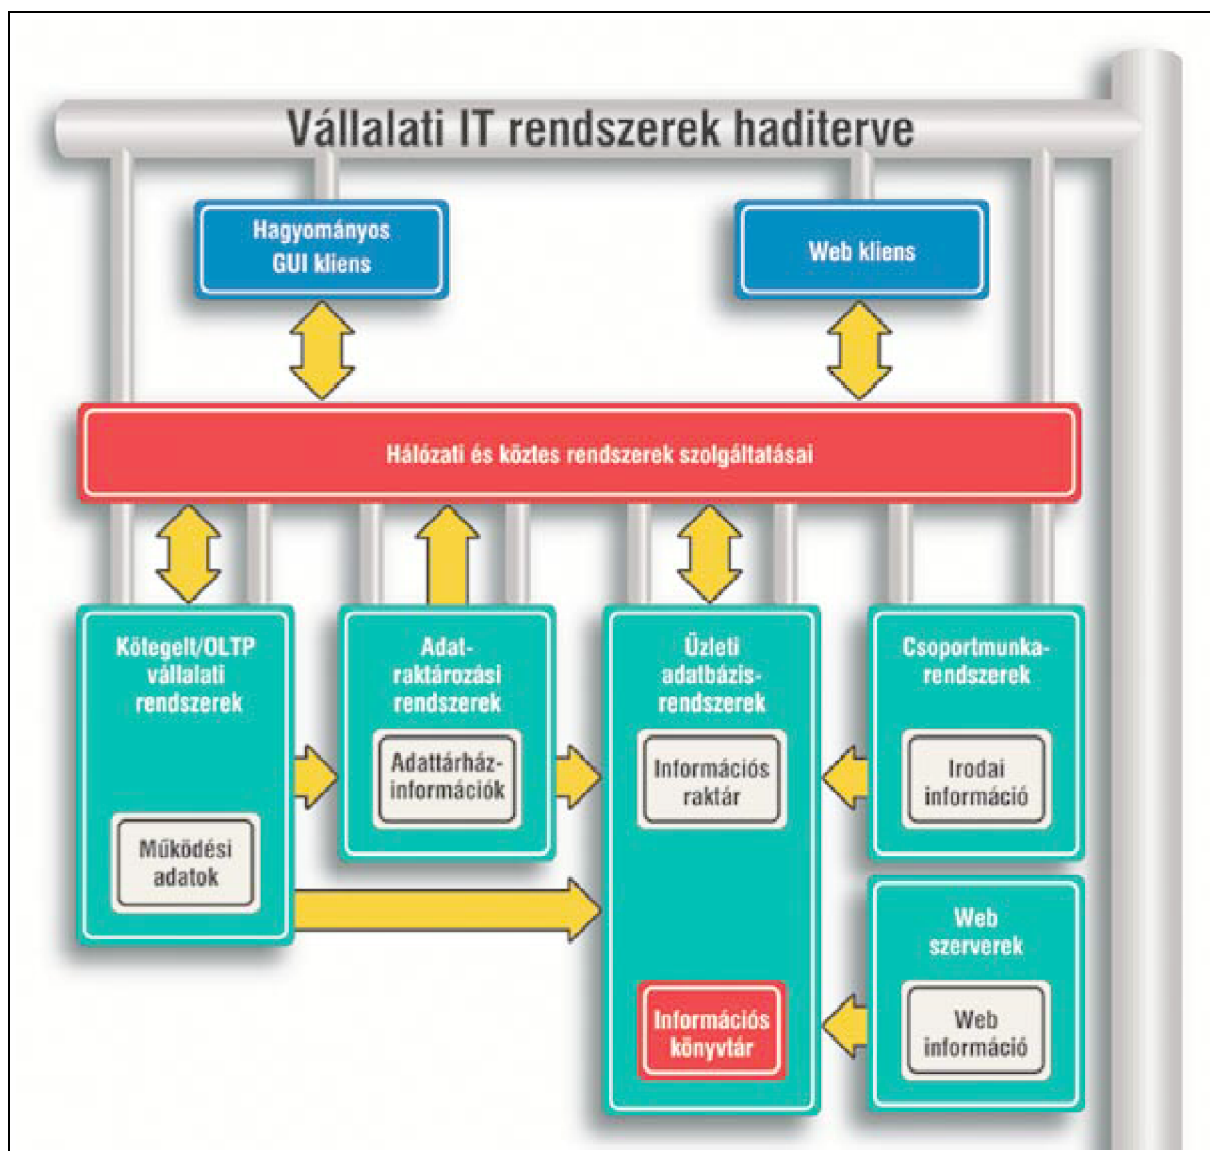 Vállalati IT rendszerek haditerve
Hagyományos
GUI kliens
Web kliens
Hálózati és köztes rendszerek szolgáltatásai
Kötegelt/OLTP
vállalati
rendszerek
Működési
adatok
Adat-
raktározási
rendszerek
Adattárház-
információk
Üzleti
adatbázis-
rendszerek
Információs
raktár
Információs
könyvtár
Csoportmunka-
rendszerek
Irodai
információ
Web
szerverek
Web
információ